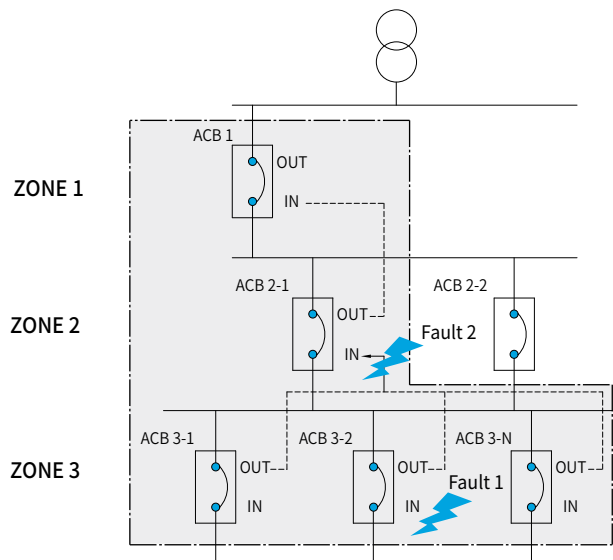 ACB 1
OUT
ZONE 1
IN
ACB 2-1
ACB 2-2
OUT
ZONE 2
Fault 2
IN
ACB 3-1
ACB 3-2
ACB 3-N
OUT
OUT
OUT
ZONE 3
Fault 1
IN
IN
IN